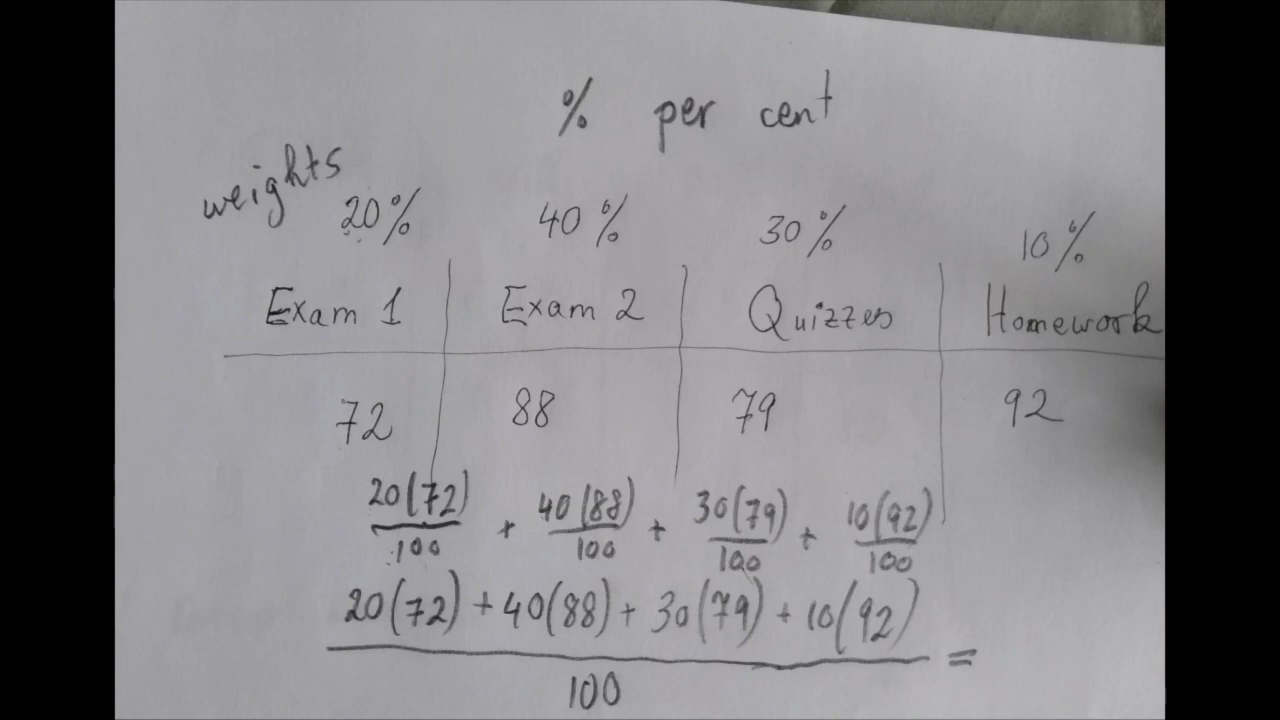 % per cent
weights
20% 40% 30% 10%
Exam 1 Exam 2 Quizzes Homework
72 88 79 92
20(72)/100 + 40(88)/100 + 30(79)/100 + 10(92)/100
20(72) + 40(88) + 30(79) + 10(92) =
100